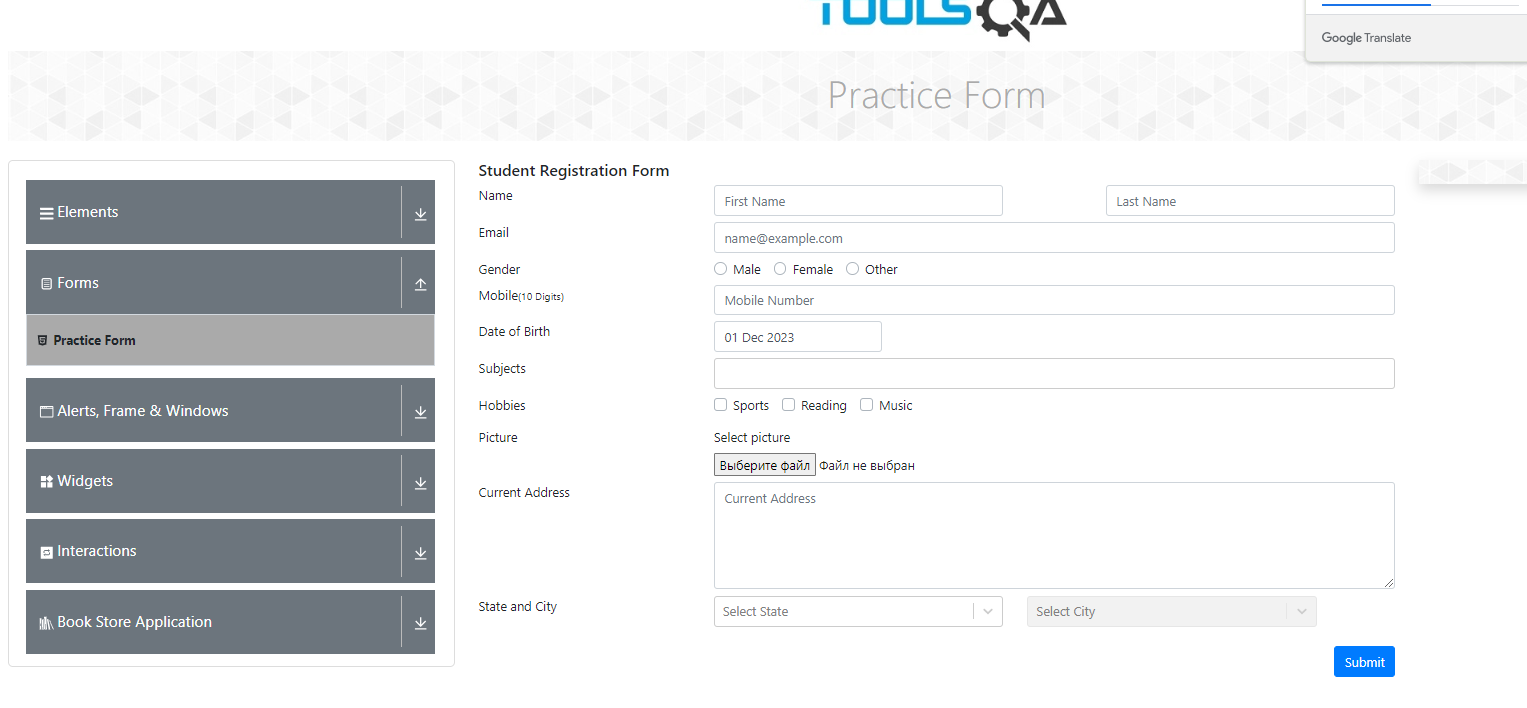 TOOLSQA
Google Translate
Practice Form
Elements
Forms
Practice Form
Alerts, Frame & Windows
Widgets
Interactions
Book Store Application
Student Registration Form
Name
First Name
Last Name
Email
name@example.com
Gender
Male Female Other
Mobile(10 Digits)
Mobile Number
Date of Birth
01 Dec 2023
Subjects
Hobbies
Sports Reading Music
Picture
Select picture
Выберите файл Файл не выбран
Current Address
Current Address
State and City
Select State
Select City
Submit